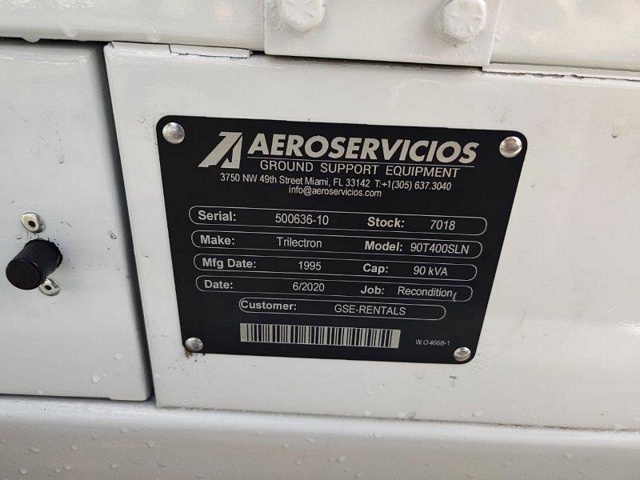 AEROSERVICIOS
GROUND SUPPORT EQUIPMENT
3750 NW 49th Street Miami, FL 33142 T:+1(305) 637.3040
Info@aeroservicios.com
Serial: 500636-10 Stock: 7018
Make: Trilectron Model: 90T400SLN
Mfg Date: 1995 Cap: 90 kVA
Date: 6/2020 Job: Recondition
Customer: GSE-RENTALS
W.O4668-1